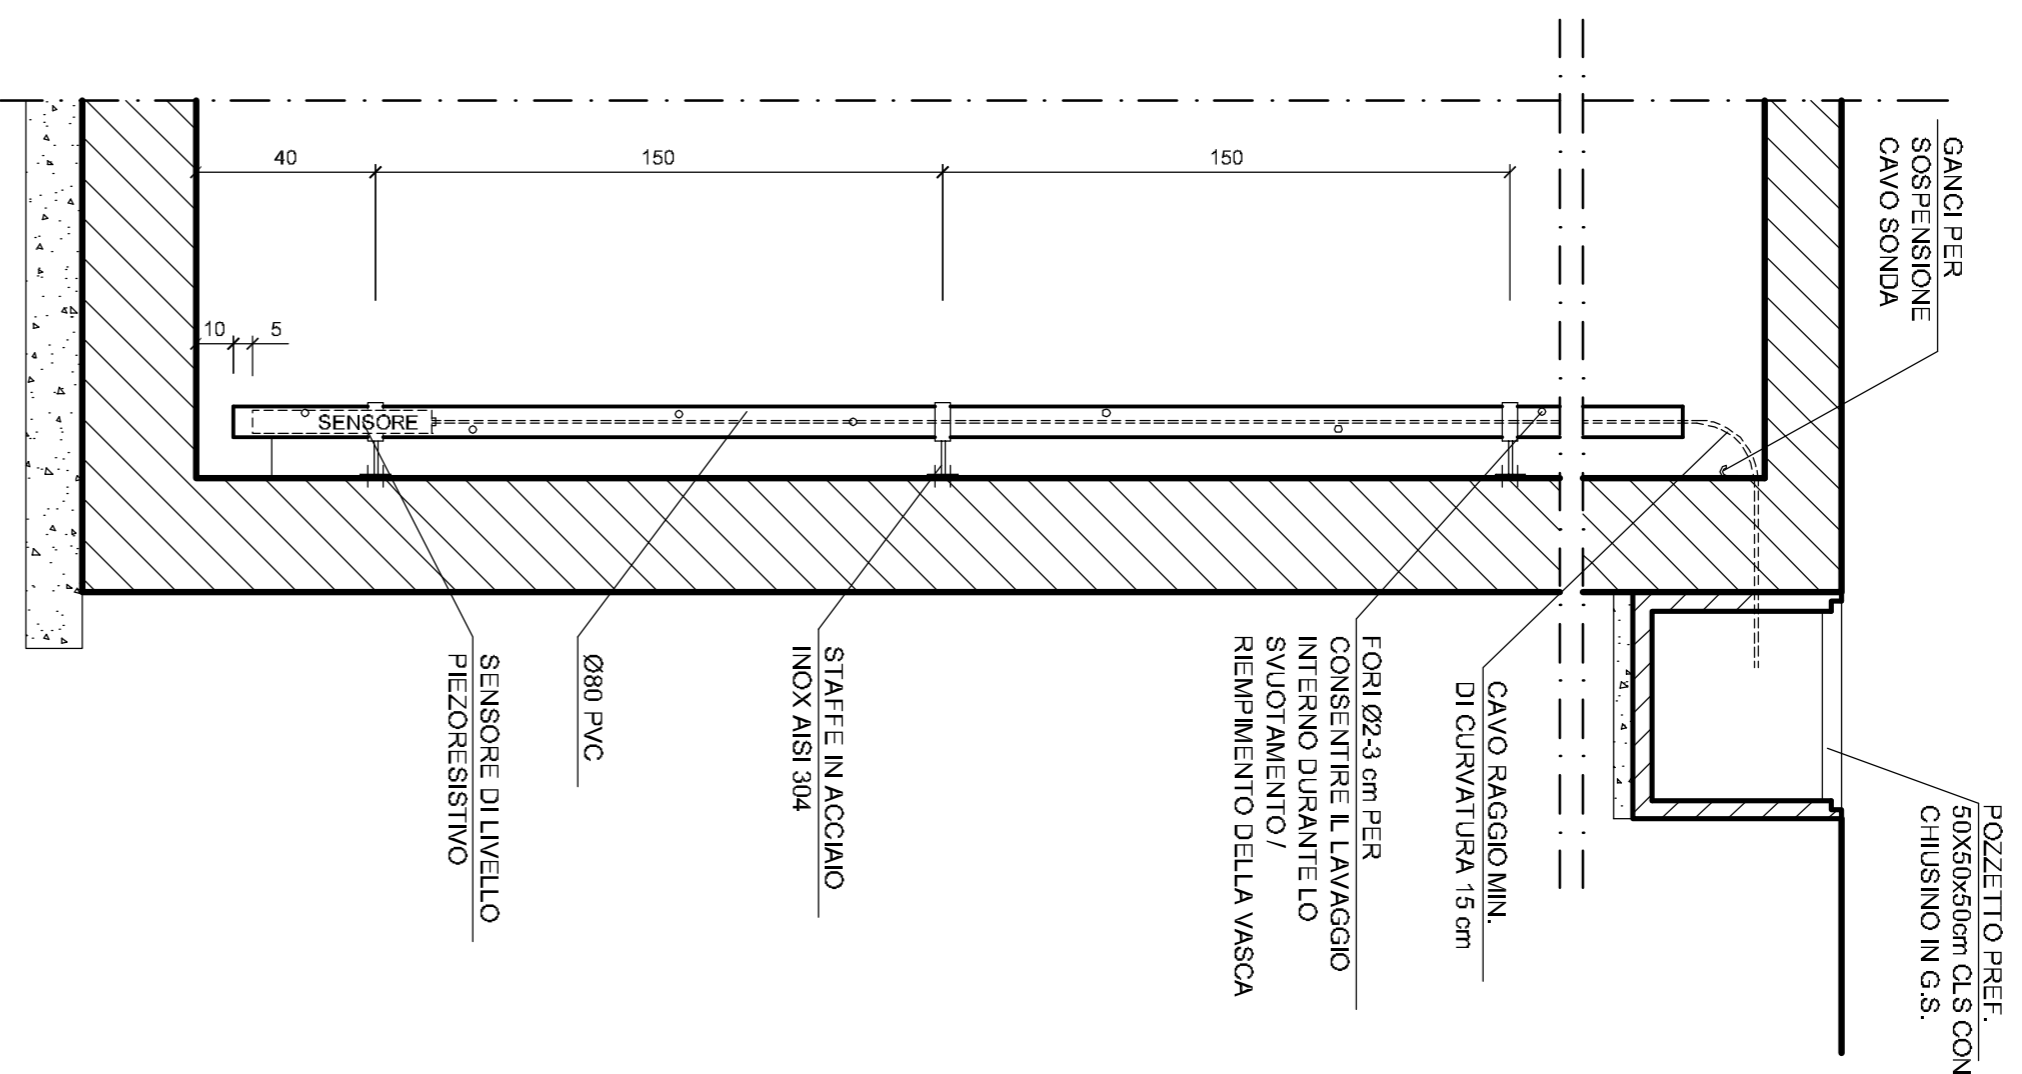 40
150
150
10
5
SENSORE
GANCI PER
SOSPENSIONE
CAVO SONDA
POZZETTO PREF.
50X50x50cm CLS CON
CHIUSINO IN G.S.
CAVO RAGGIO MIN.
DI CURVATURA 15 cm
FORI Ø2-3 cm PER
CONSENTIRE IL LAVAGGIO
INTERNO DURANTE LO
SVUOTAMENTO /
RIEMPIMENTO DELLA VASCA
STAFFE IN ACCIAIO
INOX AISI 304
Ø80 PVC
SENSORE DI LIVELLO
PIEZORESISTIVO